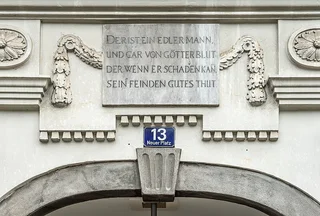 DER IST EIN EDLER MANN,
UND GAR VON GÖTTERBLUT
DER WENN ER SCHADEN KAN̄
SEIN FEINDEN GUTES THUT
13
Neuer Platz